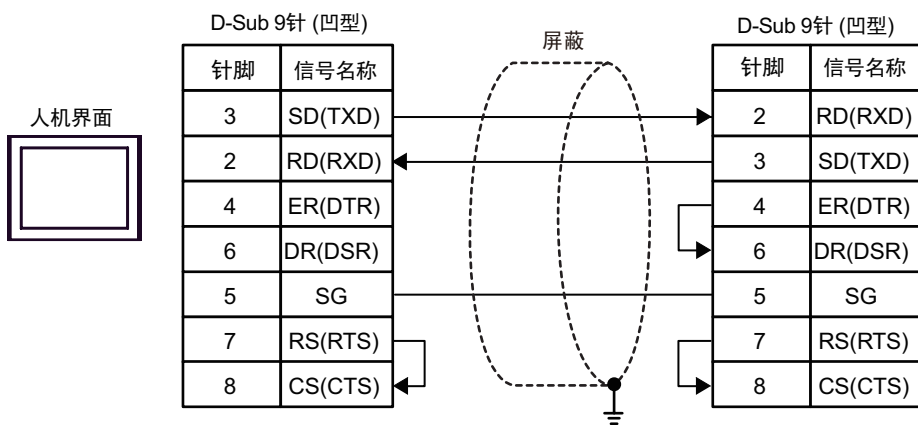 D-Sub 9针 (凹型)
屏蔽
D-Sub 9针 (凹型)
人机界面
针脚 信号名称
3 SD(TXD)
2 RD(RXD)
4 ER(DTR)
6 DR(DSR)
5 SG
7 RS(RTS)
8 CS(CTS)
针脚 信号名称
2 RD(RXD)
3 SD(TXD)
4 ER(DTR)
6 DR(DSR)
5 SG
7 RS(RTS)
8 CS(CTS)